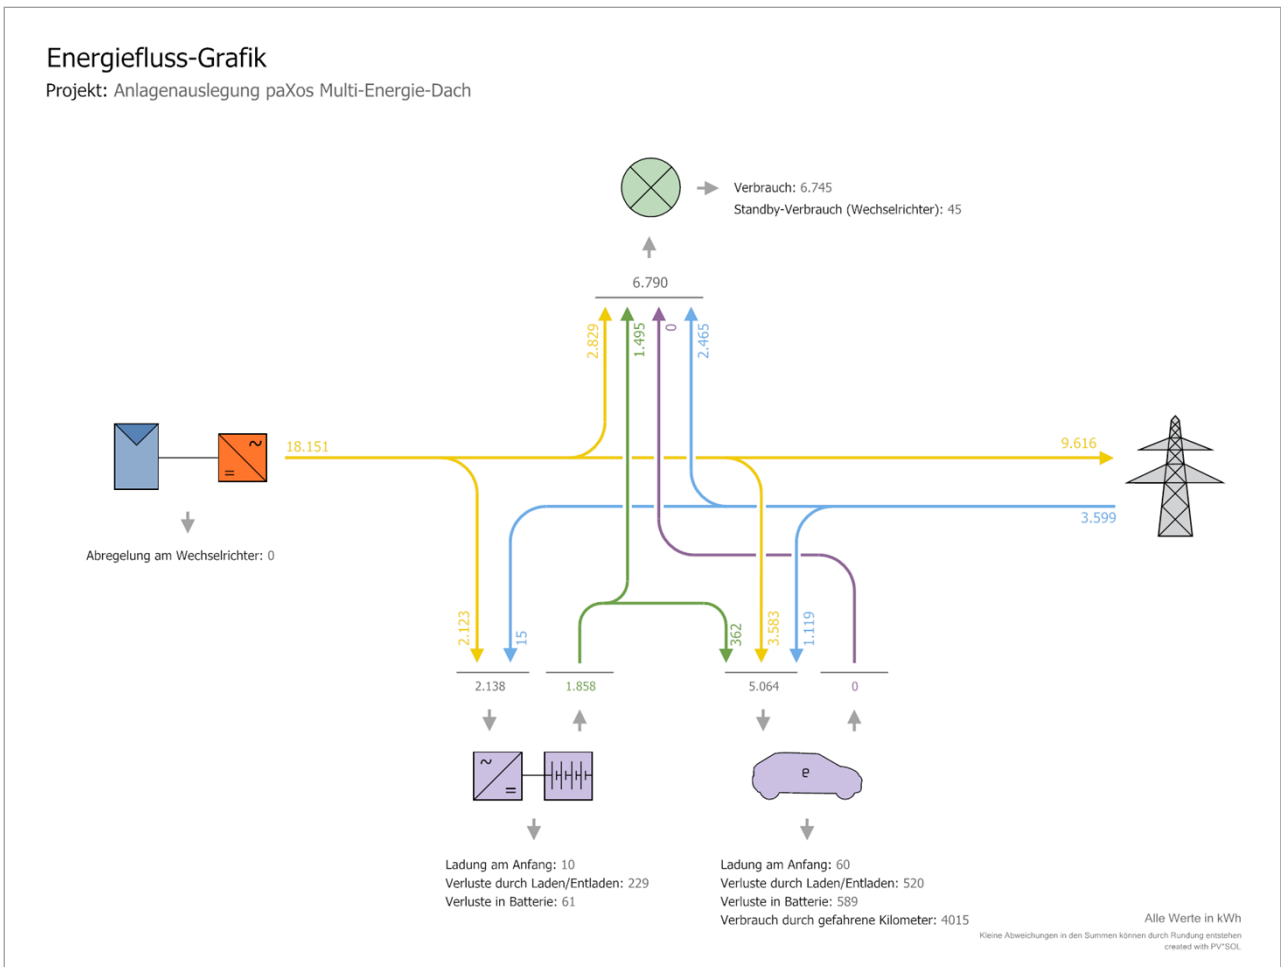 Energiefluss-Grafik
Projekt: Anlagenauslegung paXos Multi-Energie-Dach
Verbrauch: 6.745
Standby-Verbrauch (Wechselrichter): 45
6.790
2.829
1.495
0
2.465
18.151
9.616
~
=
3.599
Abregelung am Wechselrichter: 0
2.123
15
362
3.583
1.119
2.138
1.858
5.064
0
~
=
e
Ladung am Anfang: 10
Verluste durch Laden/Entladen: 229
Verluste in Batterie: 61
Ladung am Anfang: 60
Verluste durch Laden/Entladen: 520
Verluste in Batterie: 589
Verbrauch durch gefahrene Kilometer: 4015
Alle Werte in kWh
Kleine Abweichungen in den Summen können durch Rundung entstehen
created with PV*SOL